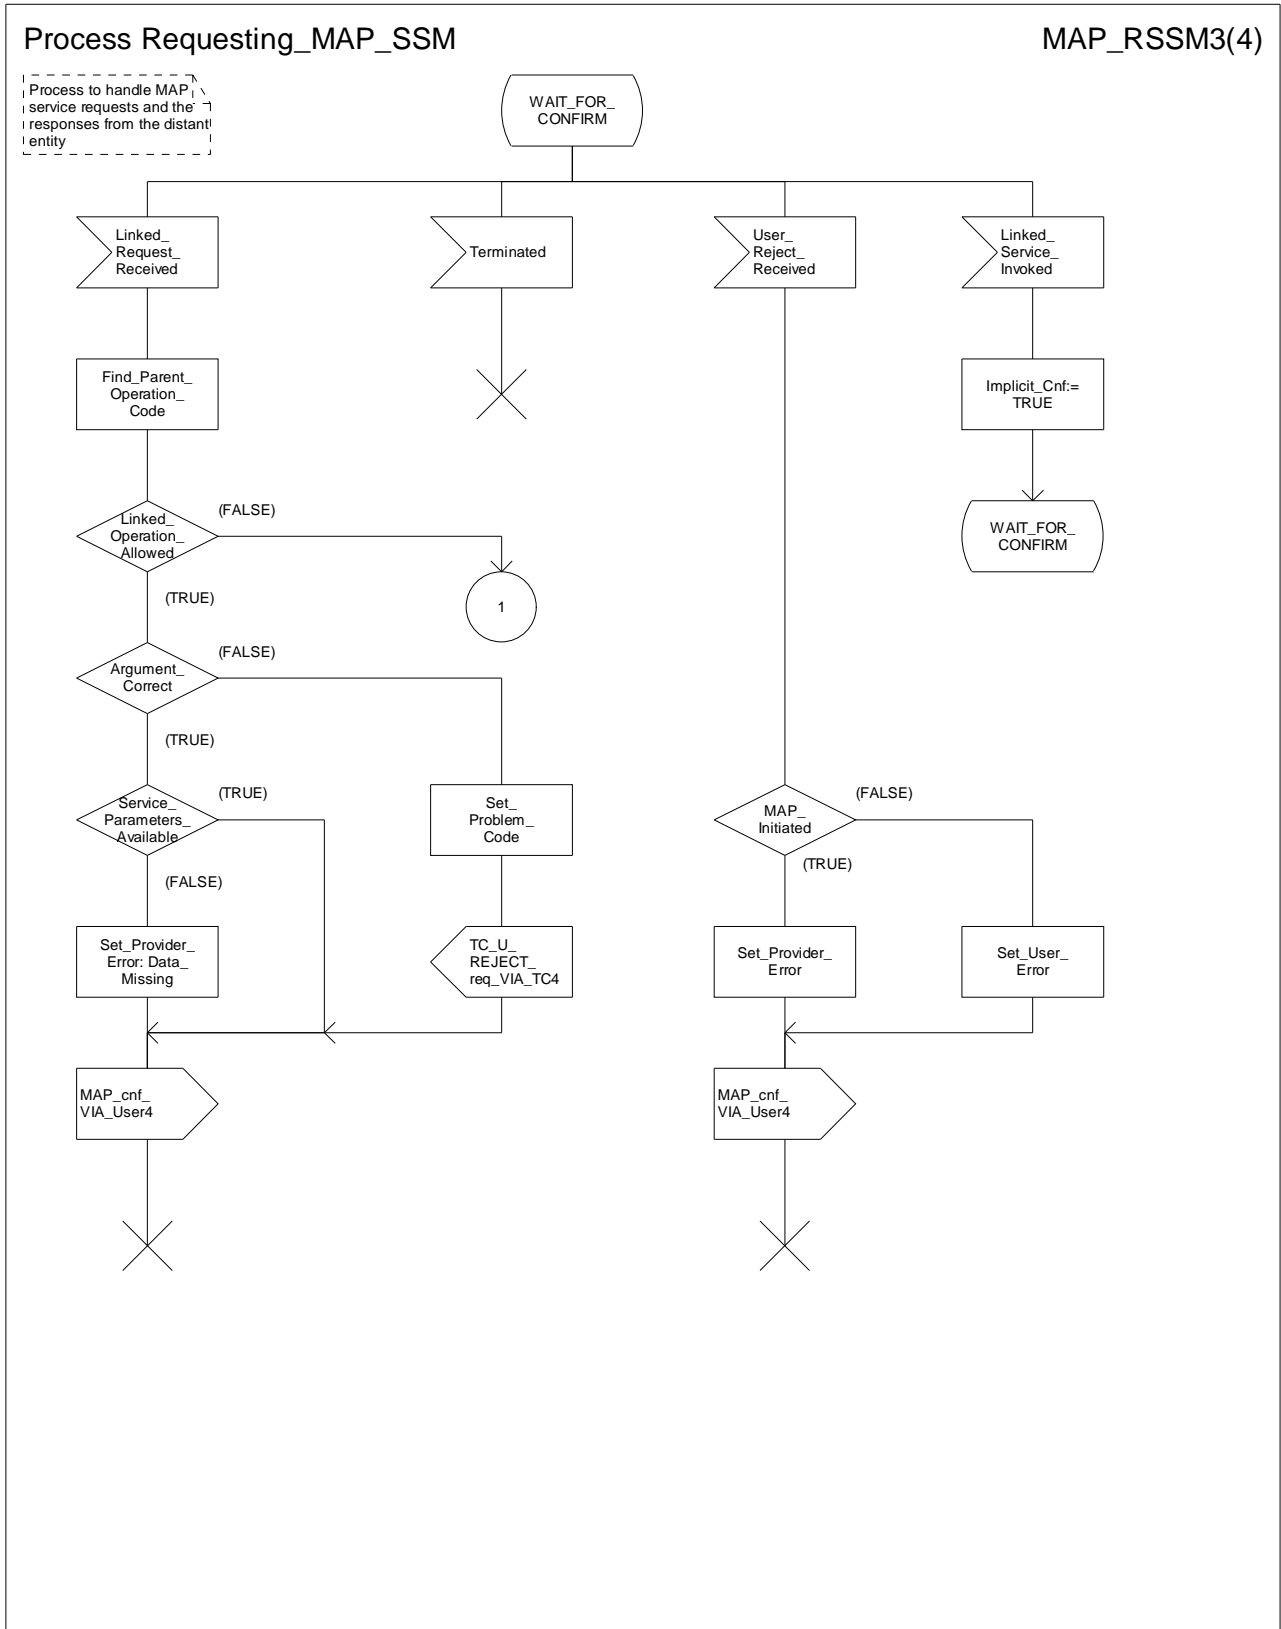 Process Requesting_MAP_SSM
MAP_RSSM3(4)
Process to handle MAP
service requests and the
responses from the distant
entity
WAIT_FOR_
CONFIRM
Linked_
Request_
Received
Terminated
User_
Reject_
Received
Linked_
Service_
Invoked
Find_Parent_
Operation_
Code
Implicit_Cnf:=
TRUE
Linked_
Operation_
Allowed
(FALSE)
WAIT_FOR_
CONFIRM
(TRUE)
1
Argument_
Correct
(FALSE)
(TRUE)
Service_
Parameters_
Available
(TRUE)
Set_
Problem_
Code
MAP_
Initiated
(FALSE)
(FALSE)
(TRUE)
Set_Provider_
Error: Data_
Missing
TC_U_
REJECT_
req_VIA_TC4
Set_Provider_
Error
Set_User_
Error
MAP_cnf_
VIA_User4
MAP_cnf_
VIA_User4